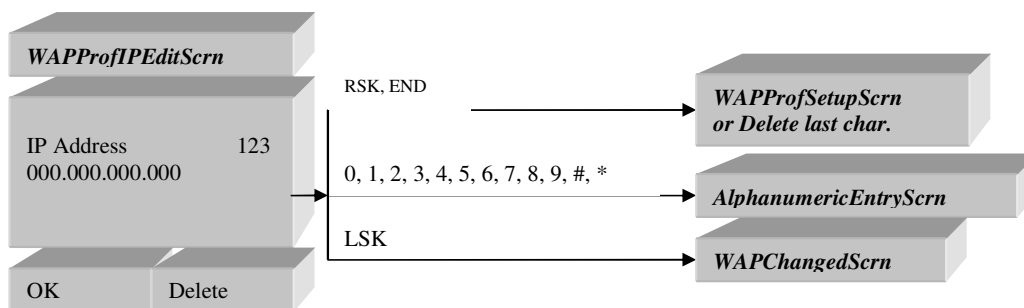 WAPProfIPEditScrn
IP Address 123
000.000.000.000
OK Delete
RSK, END
WAPProfSetupScrn
or Delete last char.
0, 1, 2, 3, 4, 5, 6, 7, 8, 9, #, *
AlphanumericEntryScrn
LSK
WAPChangedScrn